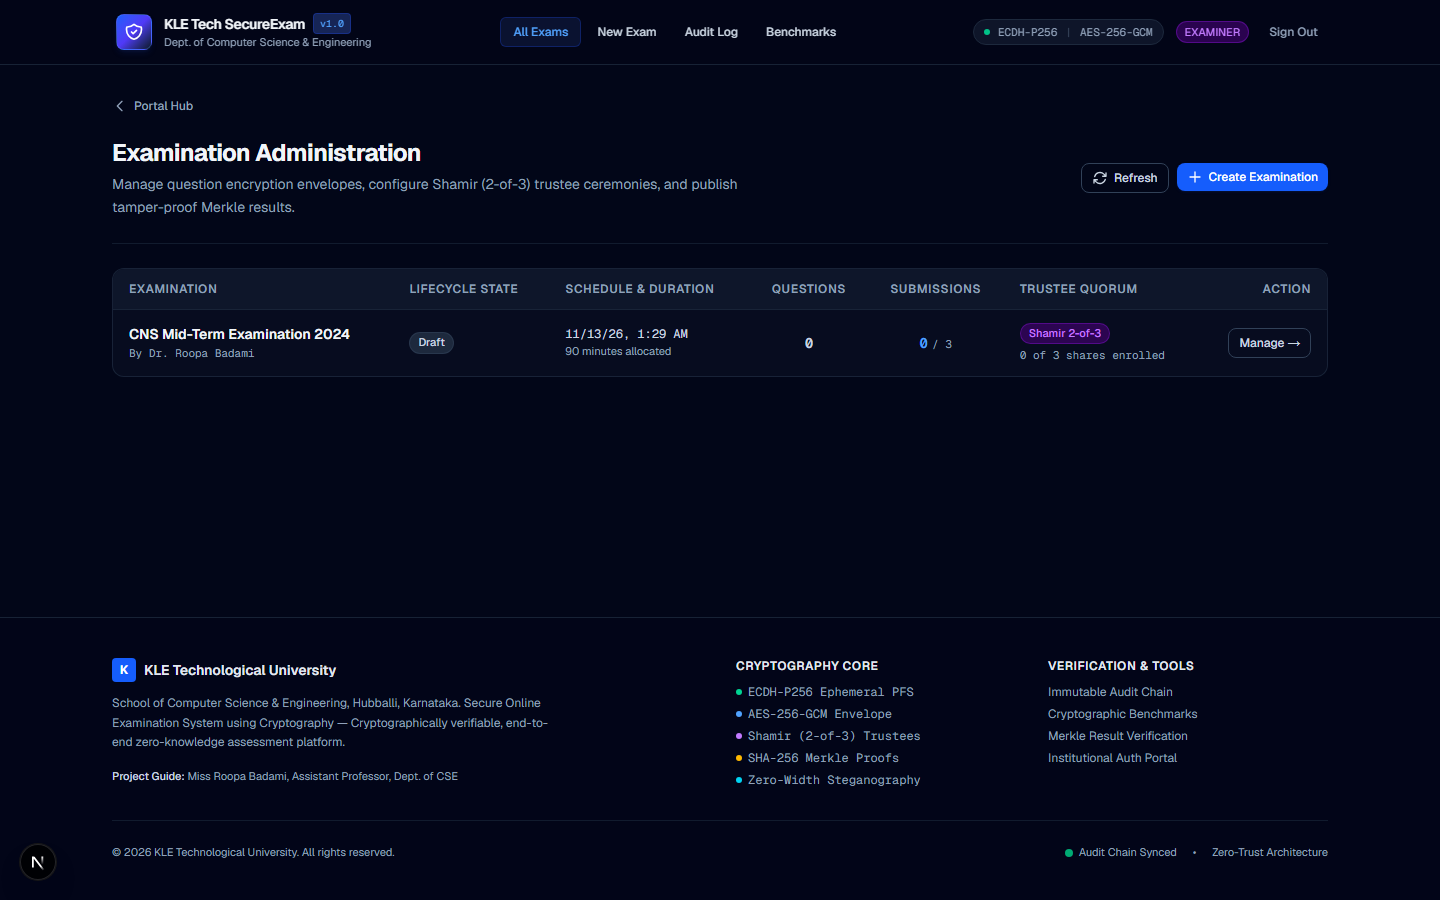 KLE Tech SecureExam v1.0
Dept. of Computer Science & Engineering
All Exams
New Exam
Audit Log
Benchmarks
ECDH-P256 | AES-256-GCM
EXAMINER
Sign Out
Portal Hub
Examination Administration
Manage question encryption envelopes, configure Shamir (2-of-3) trustee ceremonies, and publish
tamper-proof Merkle results.
Refresh
Create Examination
EXAMINATION LIFECYCLE STATE SCHEDULE & DURATION QUESTIONS SUBMISSIONS TRUSTEE QUORUM ACTION
CNS Mid-Term Examination 2024
By Dr. Roopa Badami
Draft
11/13/26, 1:29 AM
90 minutes allocated
0
0 / 3
Shamir 2-of-3
0 of 3 shares enrolled
Manage →
K KLE Technological University
School of Computer Science & Engineering, Hubballi, Karnataka. Secure Online
Examination System using Cryptography — Cryptographically verifiable, end-to-
end zero-knowledge assessment platform.
Project Guide: Miss Roopa Badami, Assistant Professor, Dept. of CSE
CRYPTOGRAPHY CORE
ECDH-P256 Ephemeral PFS
AES-256-GCM Envelope
Shamir (2-of-3) Trustees
SHA-256 Merkle Proofs
Zero-Width Steganography
VERIFICATION & TOOLS
Immutable Audit Chain
Cryptographic Benchmarks
Merkle Result Verification
Institutional Auth Portal
© 2026 KLE Technological University. All rights reserved.
Audit Chain Synced • Zero-Trust Architecture
N